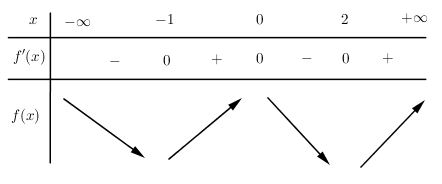 x −∞ −1 0 2 +∞
f′(x) − 0 + 0 − 0 +
f(x)